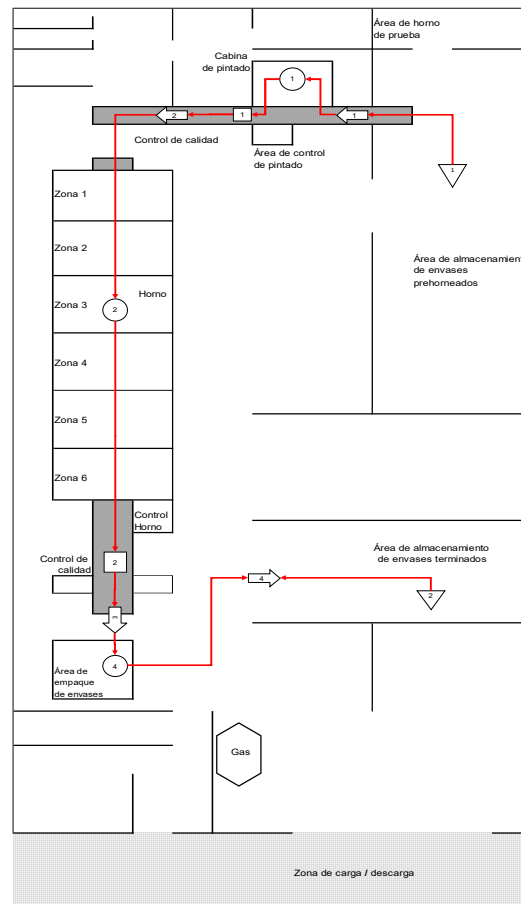 Área de horno
de prueba
Cabina
de pintado
1
2
1
1
Control de calidad
Área de control
de pintado
1
Zona 1
Zona 2
Área de almacenamiento
de envases
prehorneados
Zona 3
Horno
2
Zona 4
Zona 5
Zona 6
Control
Horno
Control de
calidad
2
Área de almacenamiento
de envases terminados
4
2
3
Área de
empaque
de envases
4
Gas
Zona de carga / descarga